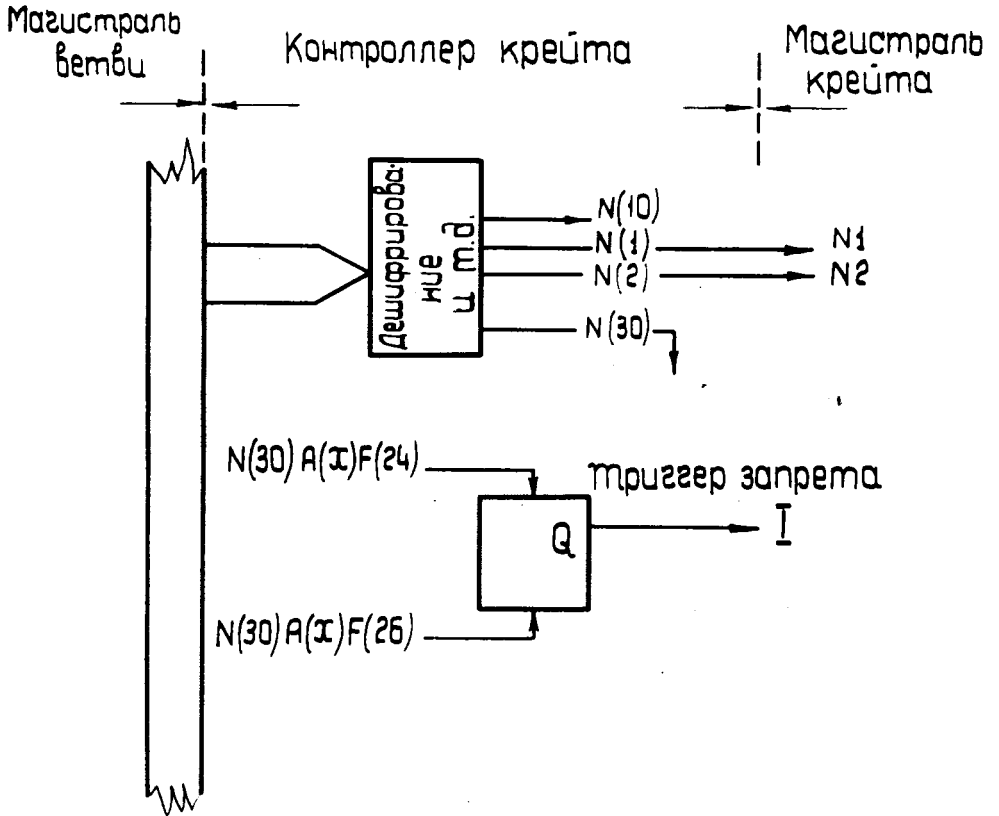 Магистраль
ветви
Контроллер крейта
Магистраль
крейта
Дешифрирова-
ние
и т.д.
N(10)
N(1)
N1
N(2)
N2
N(30)
N(30)A(x)F(24)
Триггер запрета
Q
I
N(30)A(x)F(26)